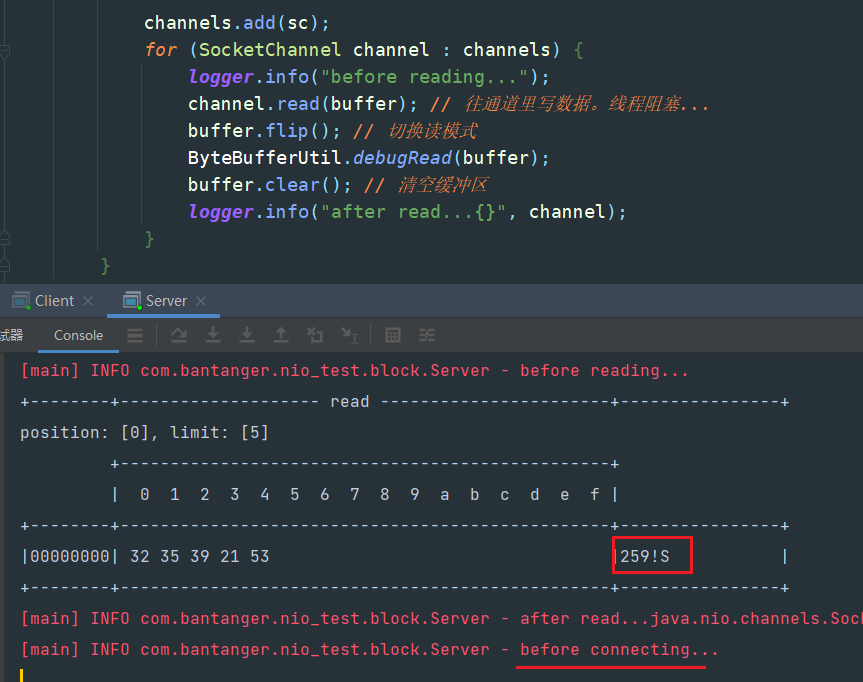 channels.add(sc);
for (SocketChannel channel : channels) {
logger.info("before reading...");
channel.read(buffer); // 往通道里写数据。线程阻塞...
buffer.flip(); // 切换读模式
ByteBufferUtil.debugRead(buffer);
buffer.clear(); // 清空缓冲区
logger.info("after read...{}", channel);
}
}
Client Server
试器 Console
[main] INFO com.bantanger.nio_test.block.Server - before reading...
+--------+-------------------- read -----------------------+----------------+
position: [0], limit: [5]
+-------------------------------------------------+
| 0 1 2 3 4 5 6 7 8 9 a b c d e f |
+--------+-------------------------------------------------+----------------+
|00000000| 32 35 39 21 53 |259!S |
+--------+-------------------------------------------------+----------------+
[main] INFO com.bantanger.nio_test.block.Server - after read...java.nio.channels.Soc
[main] INFO com.bantanger.nio_test.block.Server - before connecting...